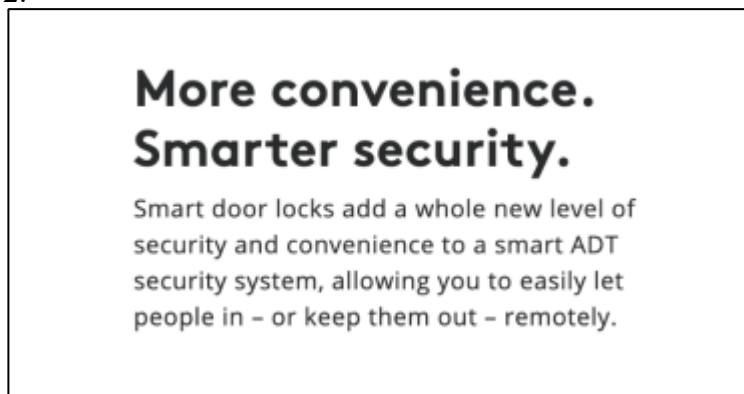 2.
More convenience.
Smarter security.
Smart door locks add a whole new level of
security and convenience to a smart ADT
security system, allowing you to easily let
people in – or keep them out – remotely.